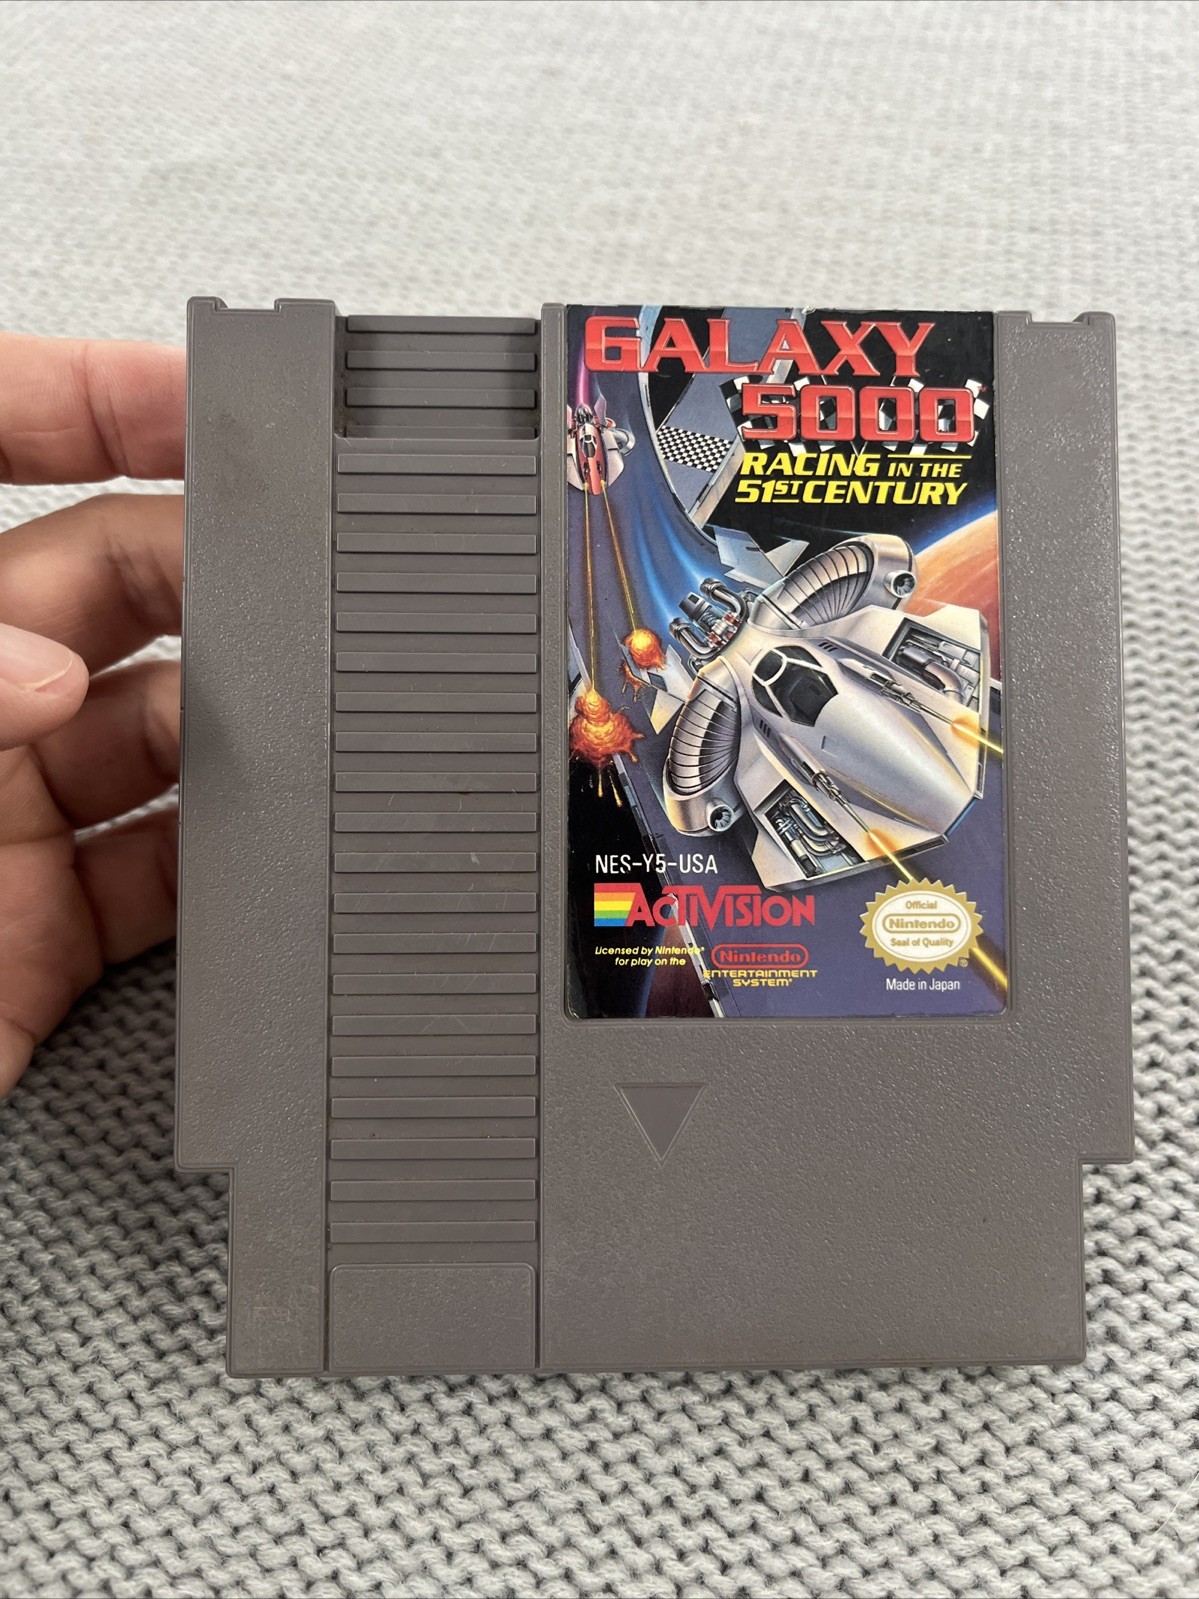 GALAXY
5000
RACING IN THE
51ST CENTURY
NES-Y5-USA
ACTIVISION
Licensed by Nintendo®
for play on the
Nintendo®
ENTERTAINMENT
SYSTEM®
Official
Nintendo
Seal of Quality
®
Made in Japan